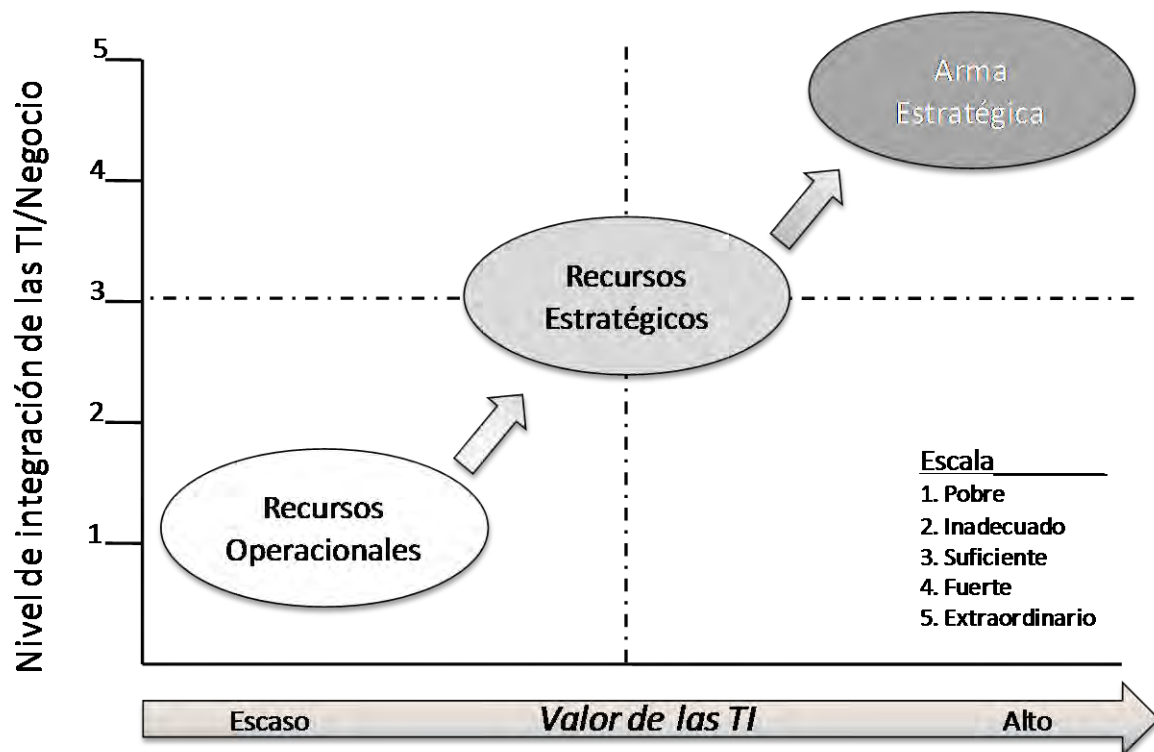 Nivel de integración de las TI/Negocio
5
4
3
2
1
Arma
Estratégica
Recursos
Estratégicos
Recursos
Operacionales
Escala
1. Pobre
2. Inadecuado
3. Suficiente
4. Fuerte
5. Extraordinario
Escaso Valor de las TI Alto